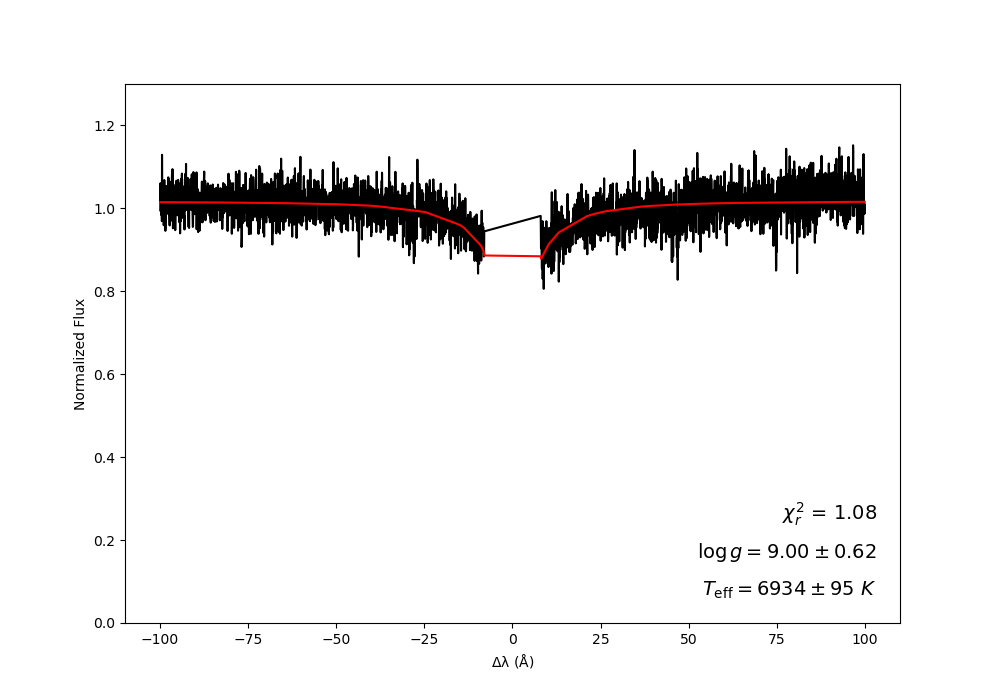 1.2
1.0
0.8
0.6
0.4
0.2
0.0
Normalized Flux
χ²ᵣ = 1.08
log g = 9.00 ± 0.62
T_eff = 6934 ± 95 K
−100 −75 −50 −25 0 25 50 75 100
Δλ (Å)